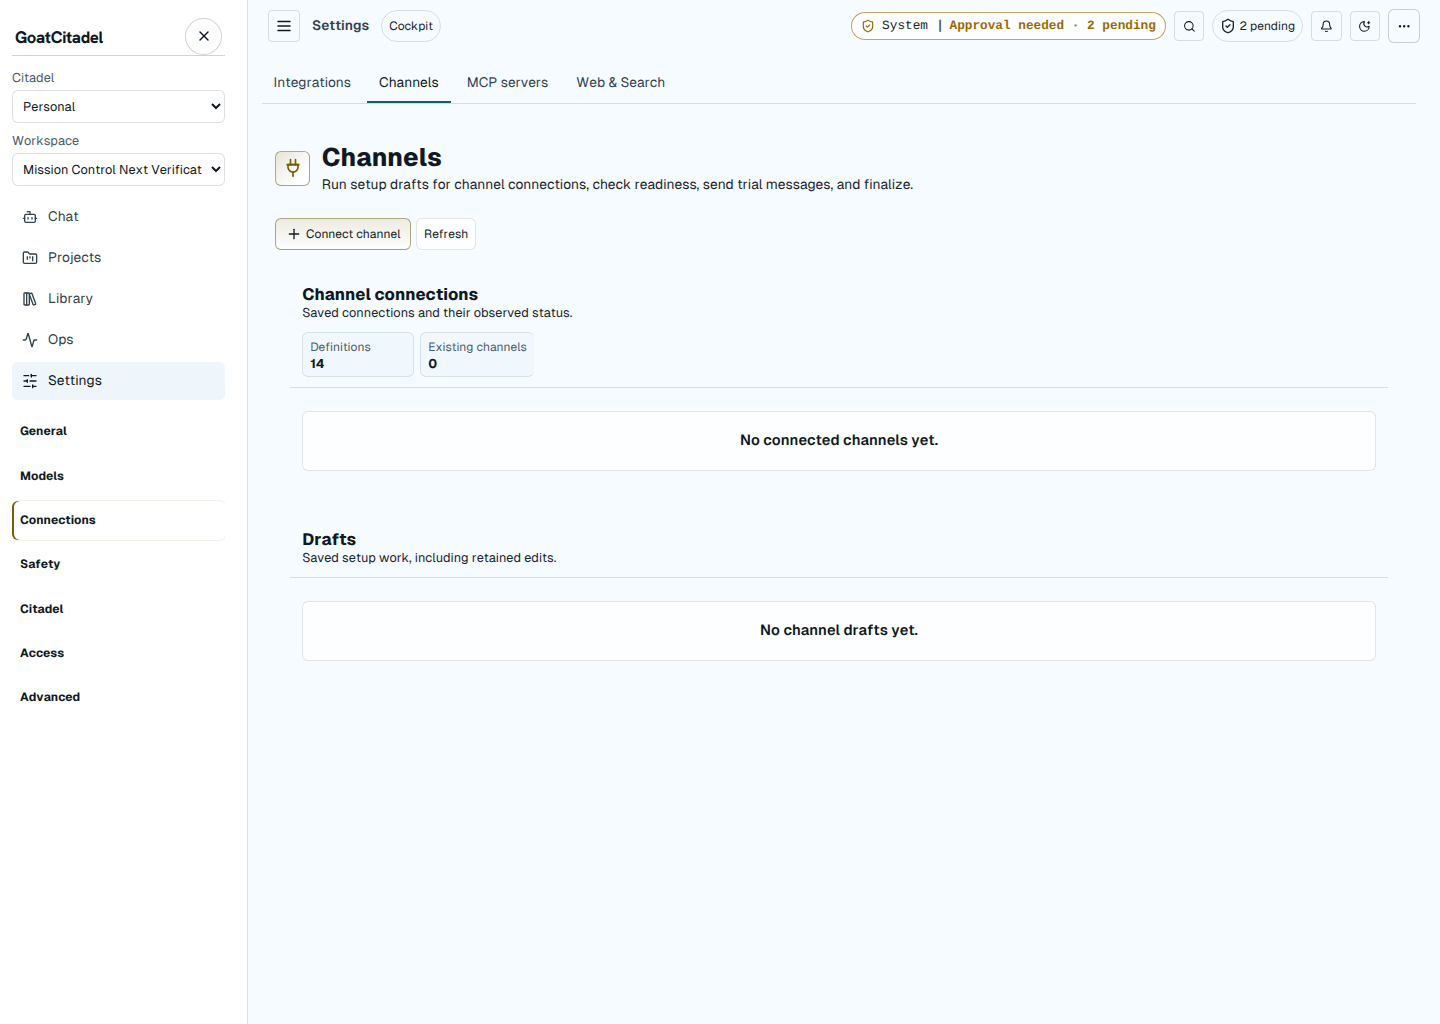 GoatCitadel
Citadel
Personal
Workspace
Mission Control Next Verificat
Chat
Projects
Library
Ops
Settings
General
Models
Connections
Safety
Citadel
Access
Advanced
Settings
Cockpit
System | Approval needed · 2 pending
2 pending
Integrations
Channels
MCP servers
Web & Search
Channels
Run setup drafts for channel connections, check readiness, send trial messages, and finalize.
Connect channel
Refresh
Channel connections
Saved connections and their observed status.
Definitions
14
Existing channels
0
No connected channels yet.
Drafts
Saved setup work, including retained edits.
No channel drafts yet.